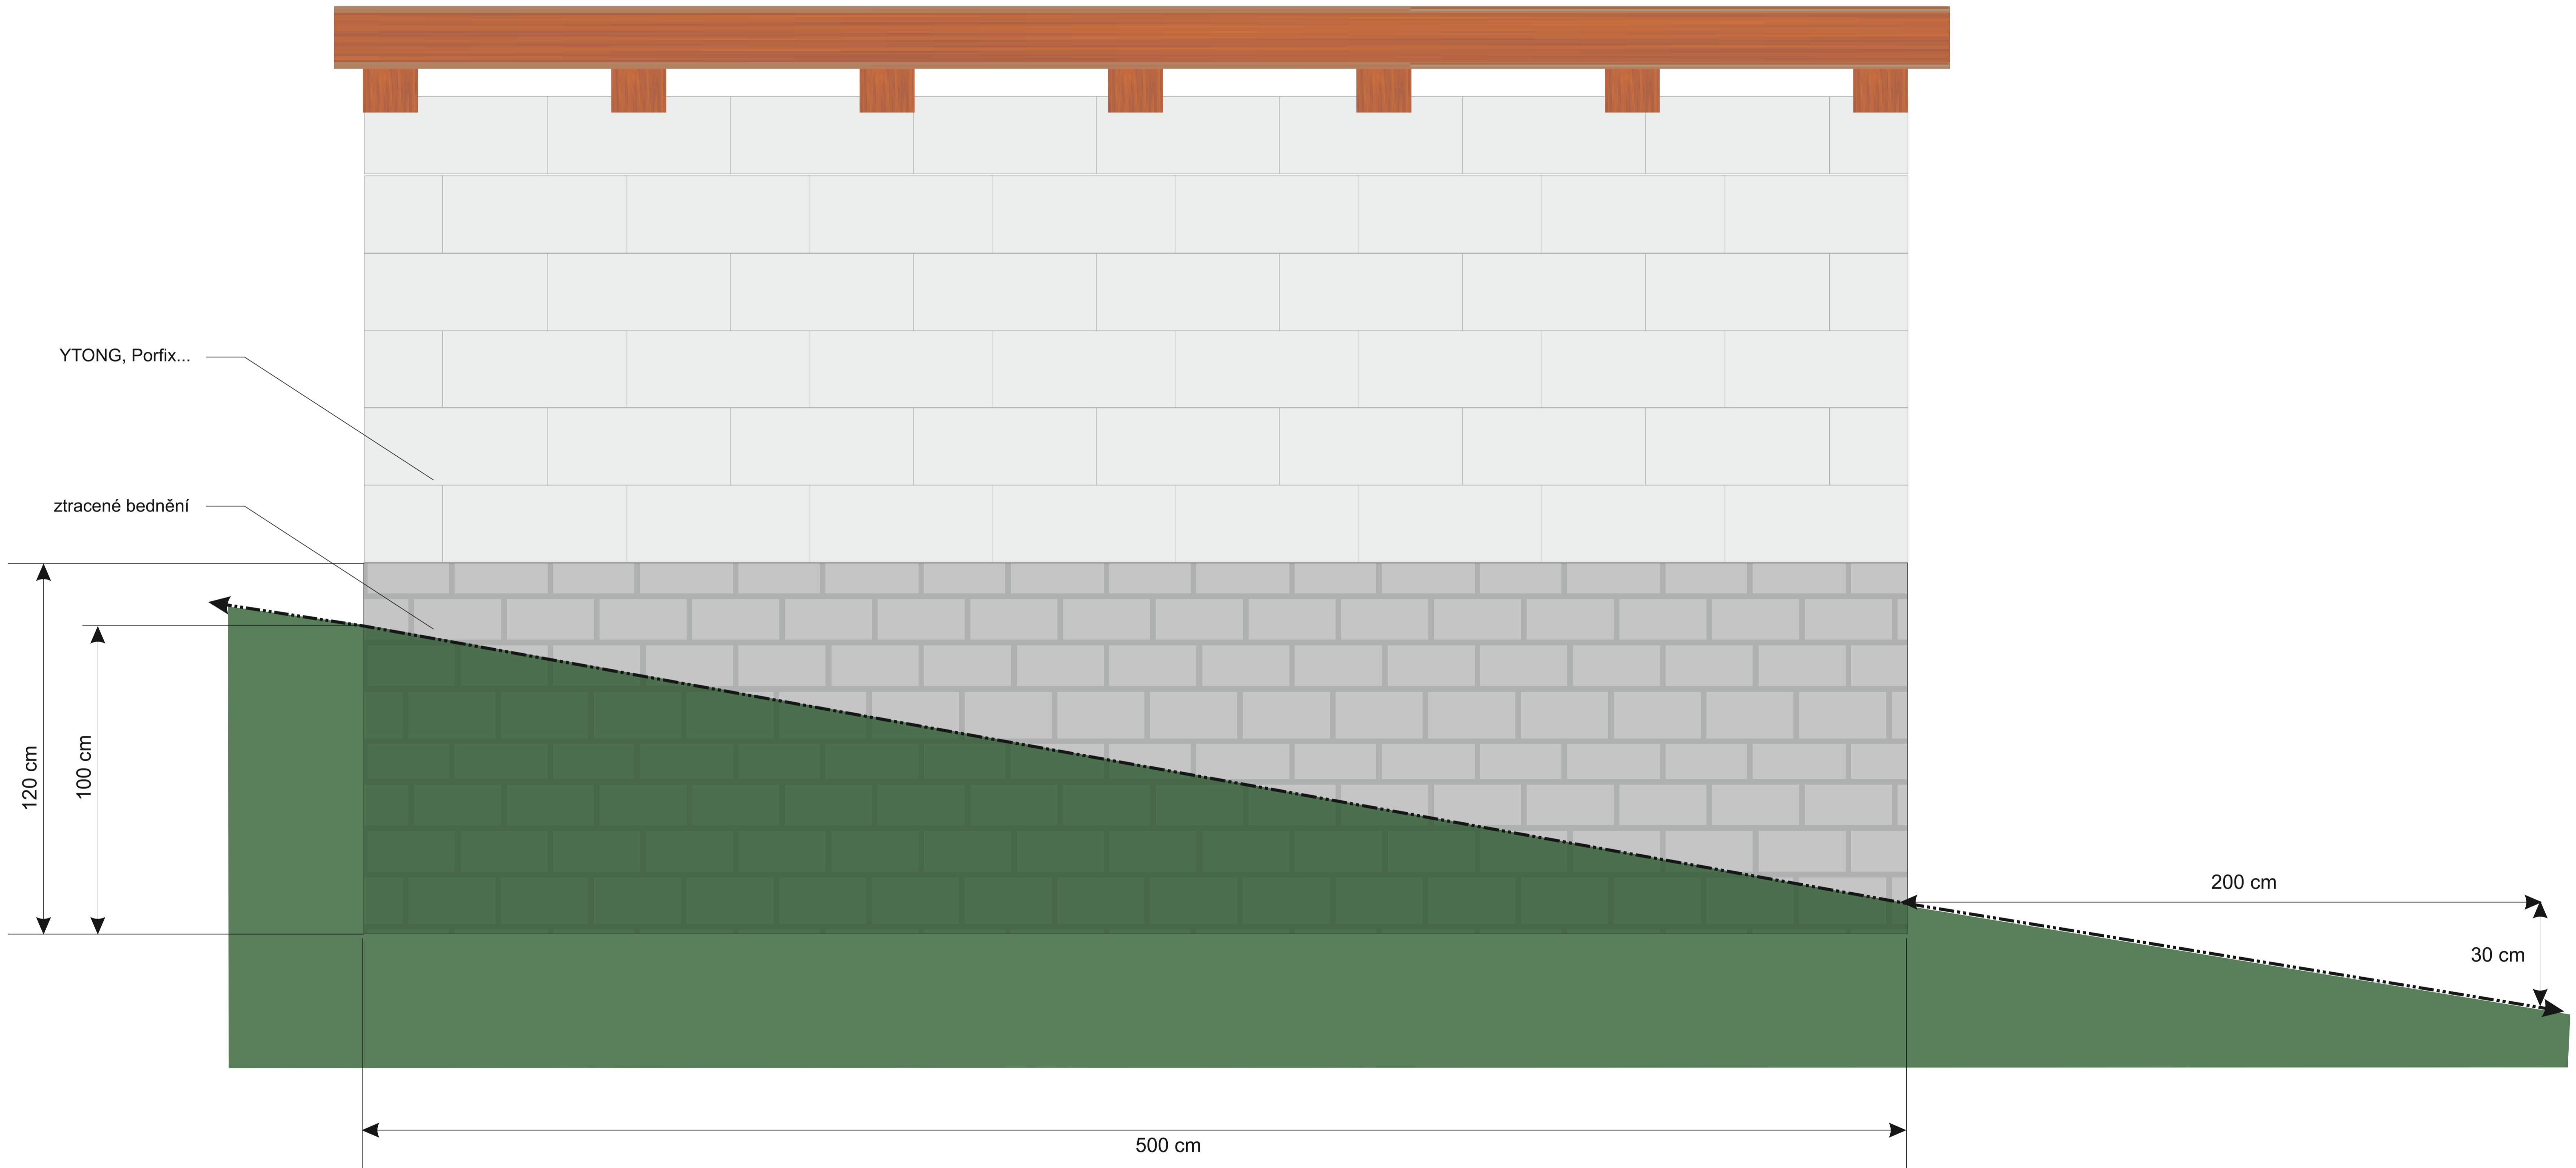 YTONG, Porfix...
ztracené bednění
120 cm
100 cm
200 cm
30 cm
500 cm